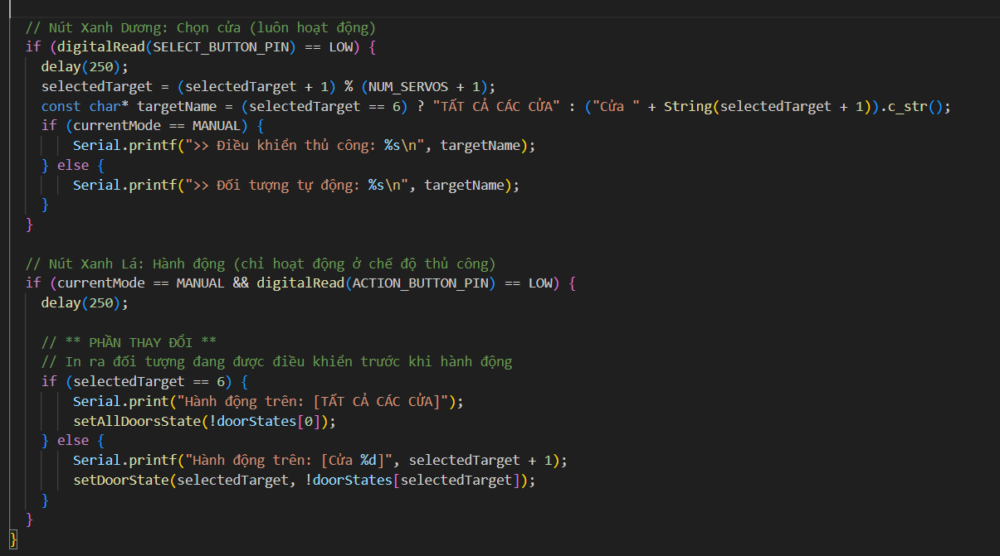 // Nút Xanh Dương: Chọn cửa (luôn hoạt động)
if (digitalRead(SELECT_BUTTON_PIN) == LOW) {
delay(250);
selectedTarget = (selectedTarget + 1) % (NUM_SERVOS + 1);
const char* targetName = (selectedTarget == 6) ? "TẤT CẢ CÁC CỬA" : ("Cửa " + String(selectedTarget + 1)).c_str();
if (currentMode == MANUAL) {
Serial.printf(">> Điều khiển thủ công: %s\n", targetName);
} else {
Serial.printf(">> Đối tượng tự động: %s\n", targetName);
}
}
// Nút Xanh Lá: Hành động (chỉ hoạt động ở chế độ thủ công)
if (currentMode == MANUAL && digitalRead(ACTION_BUTTON_PIN) == LOW) {
delay(250);
// ** PHẦN THAY ĐỔI **
// In ra đối tượng đang được điều khiển trước khi hành động
if (selectedTarget == 6) {
Serial.print("Hành động trên: [TẤT CẢ CÁC CỬA]");
setAllDoorsState(!doorStates[0]);
} else {
Serial.printf("Hành động trên: [Cửa %d]", selectedTarget + 1);
setDoorState(selectedTarget, !doorStates[selectedTarget]);
}
}
}